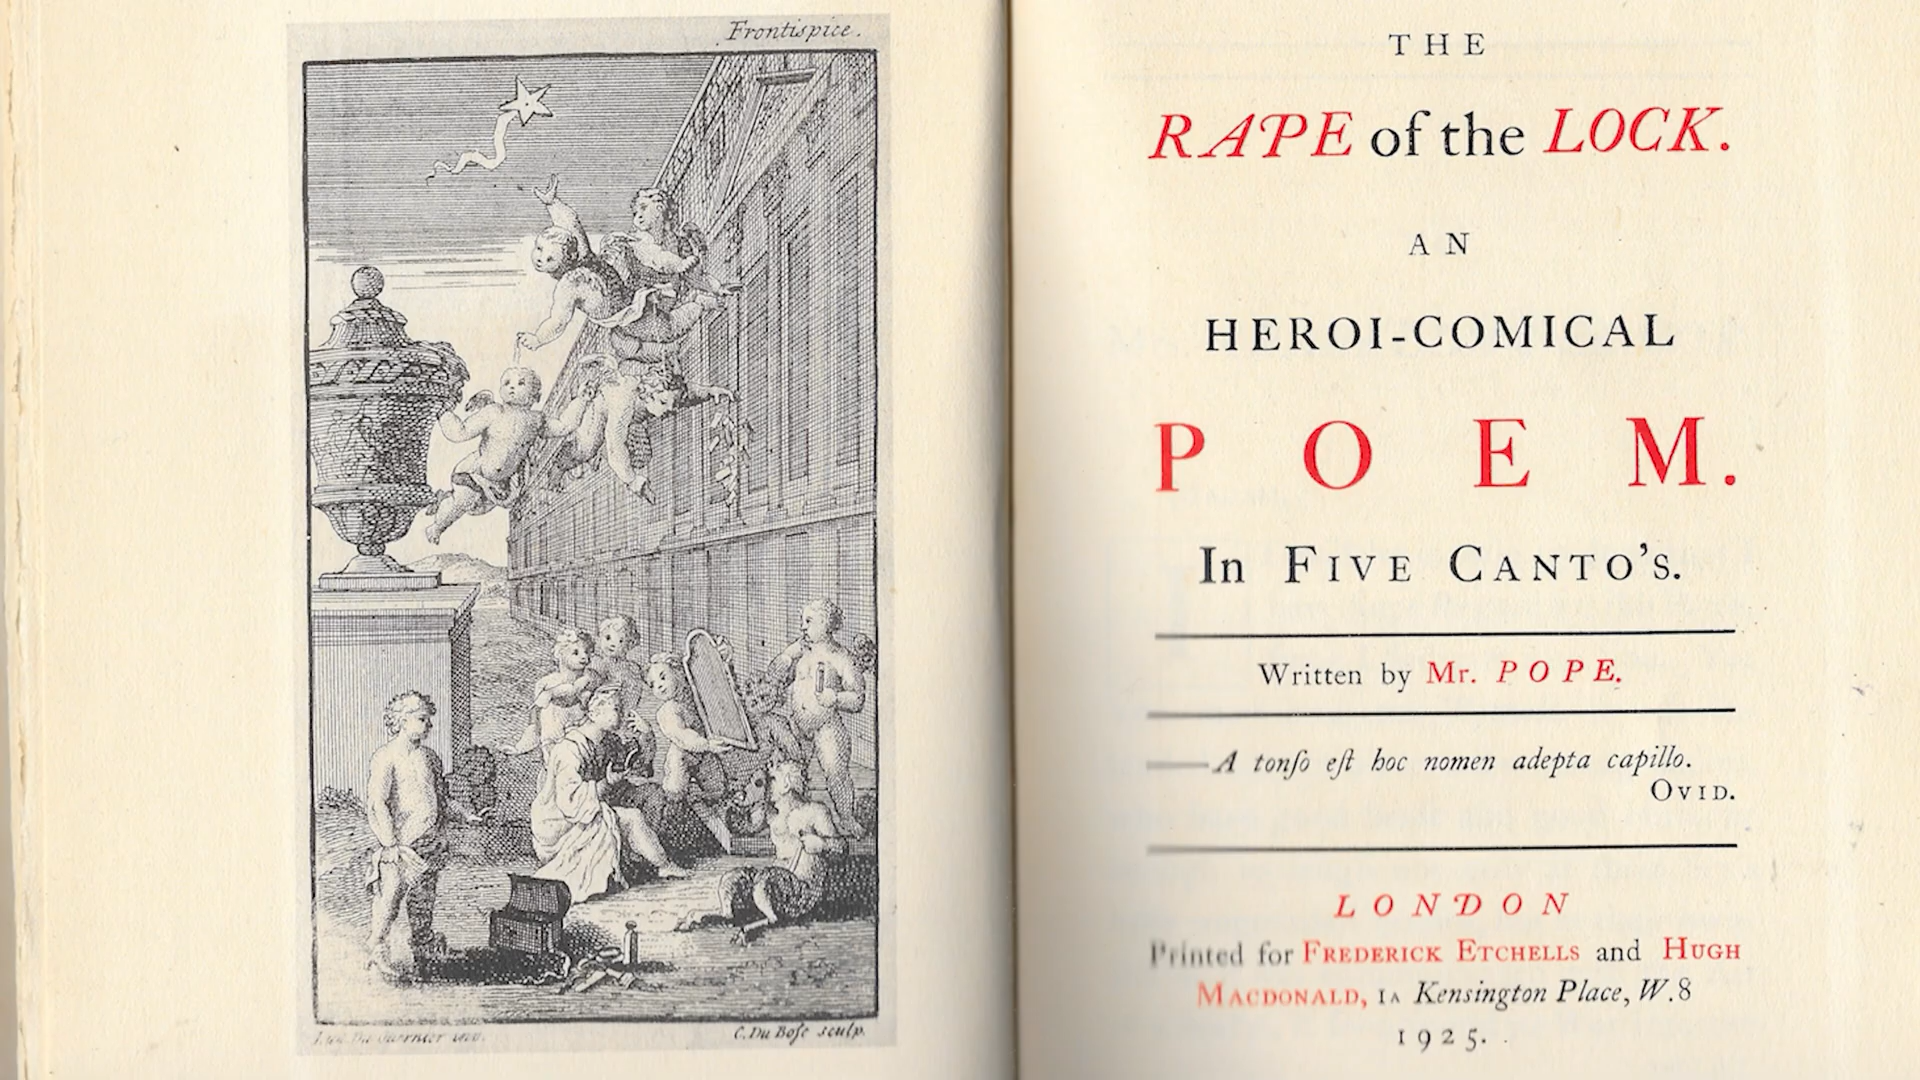 Frontispice.
C. Du Bosc sculp.
THE
RAPE of the LOCK.
AN
HEROI-COMICAL
POEM.
In FIVE CANTO'S.
Written by Mr. POPE.
——A tonſo eſt hoc nomen adepta capillo.
OVID.
LONDON
Printed for FREDERICK ETCHELLS and HUGH
MACDONALD, IA Kensington Place, W.8
1925.